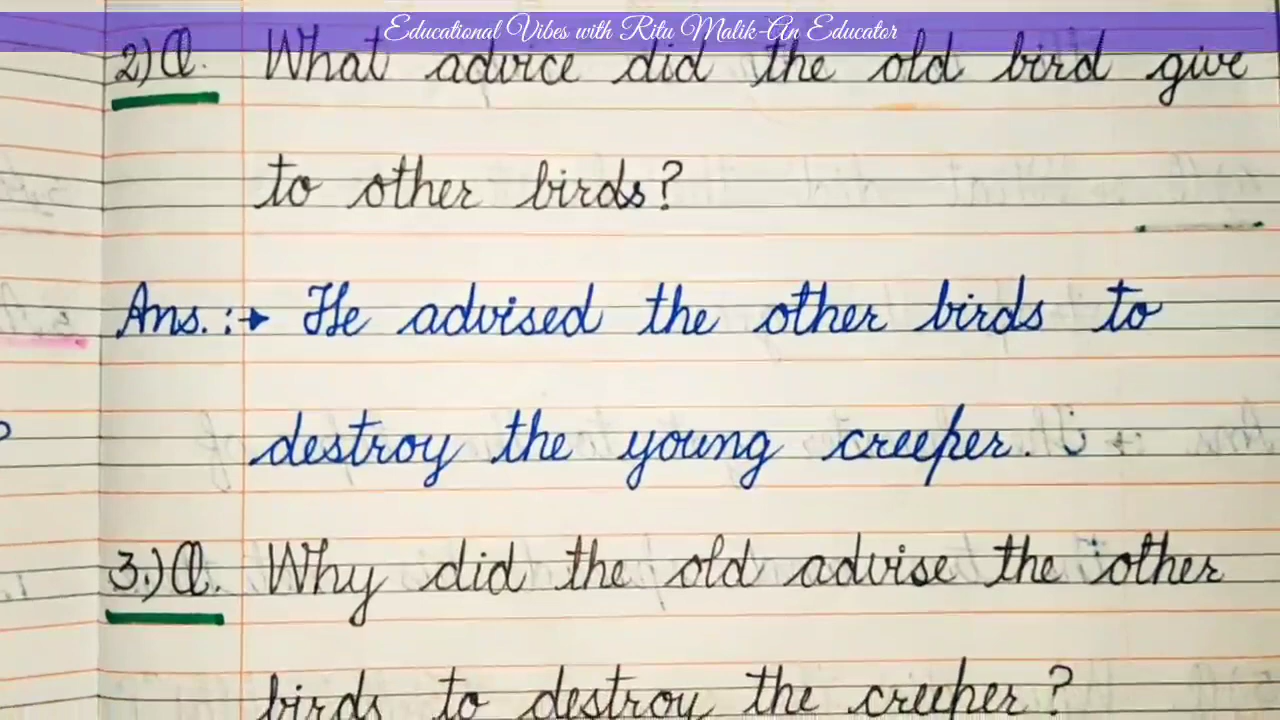 Educational Vibes with Ritu Malik-An Educator
2) Q. What advice did the old bird give
to other birds?
Ans. :→ He advised the other birds to
destroy the young creeper.
3.) Q. Why did the old advise the other
birds to destroy the creeper?